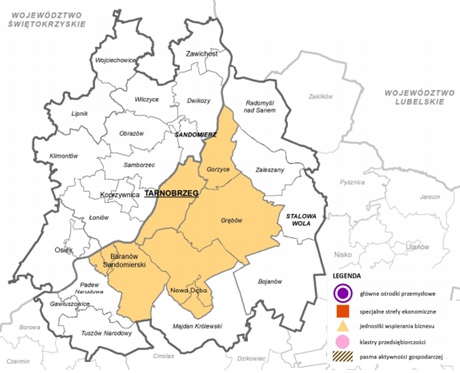 WOJEWÓDZTWO
ŚWIĘTOKRZYSKIE
Zawichost
Wojciechowice
Zaklików
WOJEWÓDZTWO
LUBELSKIE
Wilczyce
Dwikozy
Radomyśl
nad Sanem
Lipnik
Obrazów
SANDOMIERZ
Klimontów
Samborzec
Gorzyce
Zaleszany
Pysznica
Koprzywnica
TARNOBRZEG
Jarocin
Łoniów
Grębów
STALOWA
WOLA
Osiek
Baranów
Sandomierski
Nisko
Ulanów
Padew
Narodowa
Nowa Dęba
Bojanów
Gawłuszowice
Borowa
Tuszów Narodowy
Majdan Królewski
Czermin
Cmolas
Dzikowiec
LEGENDA
główne ośrodki przemysłowe
specjalne strefy ekonomiczne
jednostki wspierania biznesu
klastry przedsiębiorczości
pasma aktywności gospodarczej